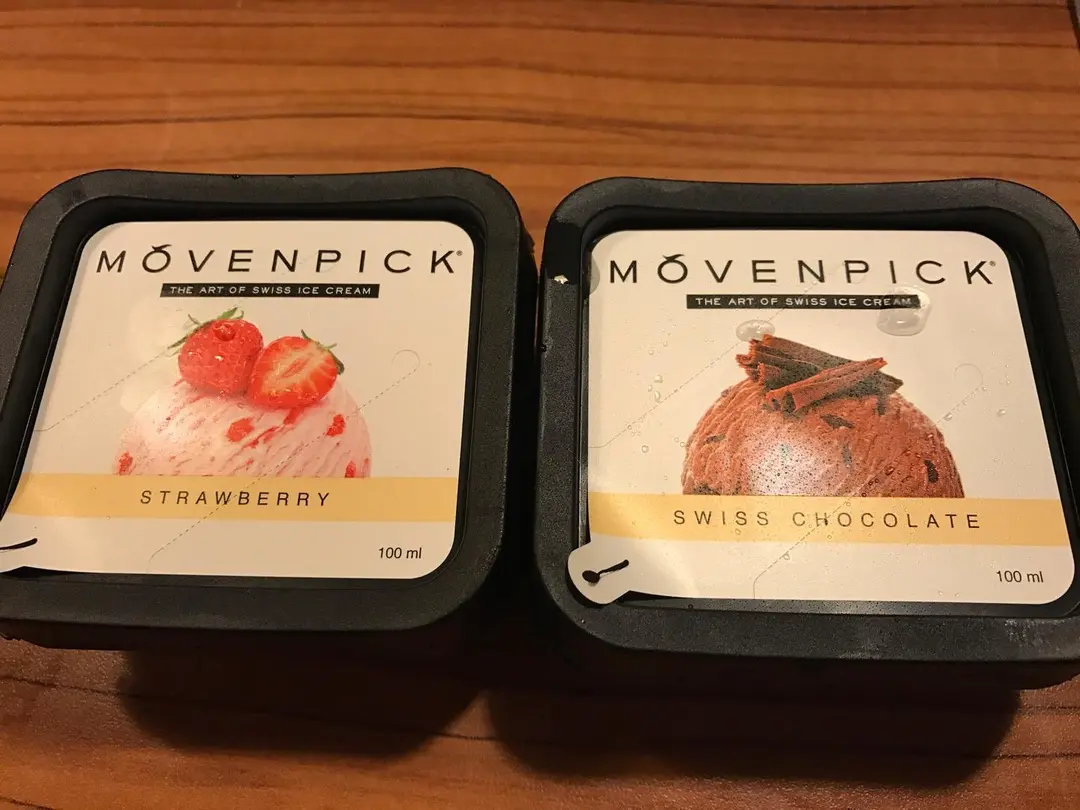 MÖVENPICK®
THE ART OF SWISS ICE CREAM
STRAWBERRY
100 ml
MÖVENPICK®
THE ART OF SWISS ICE CREAM
SWISS CHOCOLATE
100 ml